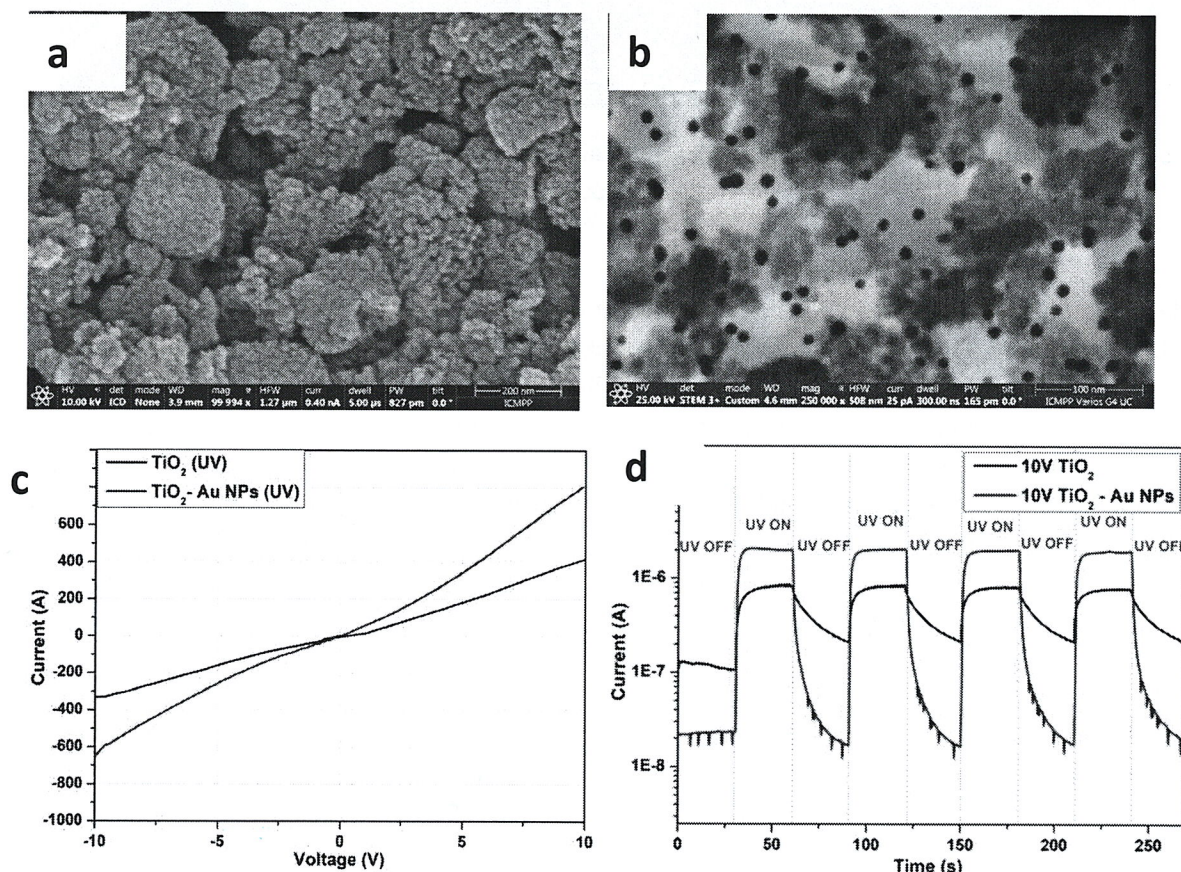 a
HV det mode WD mag HFW curr dwell PW tilt 200 nm
10.00 kV ICD None 3.9 mm 99 994 x 1.27 µm 0.40 nA 5.00 µs 827 pm 0.0 ° ICMPP
b
HV det mode WD mag HFW curr dwell PW tilt 100 nm
25.00 kV STEM 3+ Custom 4.6 mm 250 000 x 508 nm 25 pA 300.00 ns 165 pm 0.0 ° ICMPP Verios G4 UC
c
TiO2 (UV)
TiO2- Au NPs (UV)
600
400
200
0
-200
-400
-600
-800
-1000
Current (A)
-10 -5 0 5 10
Voltage (V)
d
10V TiO2
10V TiO2 - Au NPs
UV ON UV ON UV ON UV ON
UV OFF UV OFF UV OFF UV OFF UV OFF
1E-6
1E-7
1E-8
Current (A)
0 50 100 150 200 250
Time (s)